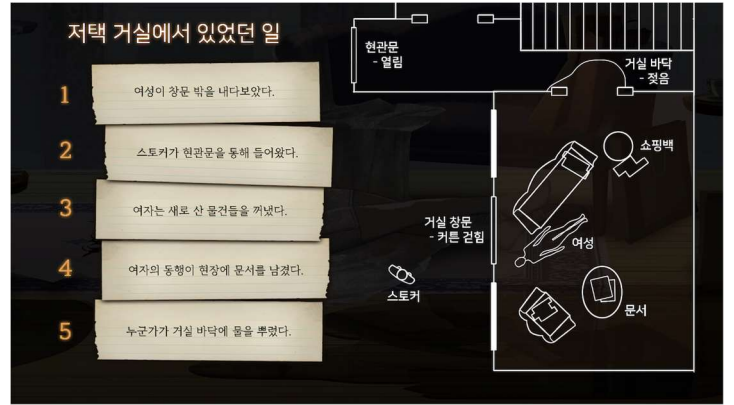 저택 거실에서 있었던 일
1
여성이 창문 밖을 내다보았다.
2
스토커가 현관문을 통해 들어왔다.
3
여자는 새로 산 물건들을 꺼냈다.
4
여자의 동행이 현장에 문서를 남겼다.
5
누군가가 거실 바닥에 물을 뿌렸다.
현관문
- 열림
거실 바닥
- 젖음
쇼핑백
거실 창문
- 커튼 걷힘
여성
스토커
문서